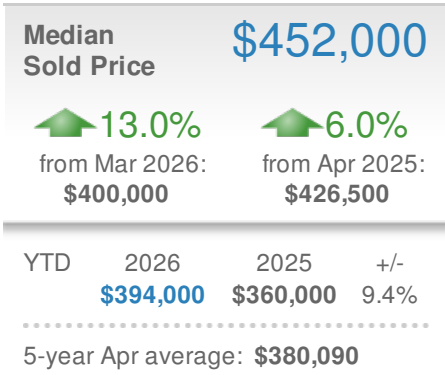 Median
Sold Price
$452,000
13.0%
6.0%
from Mar 2026:
from Apr 2025:
$400,000
$426,500
YTD 2026 2025 +/-
$394,000 $360,000 9.4%
5-year Apr average: $380,090